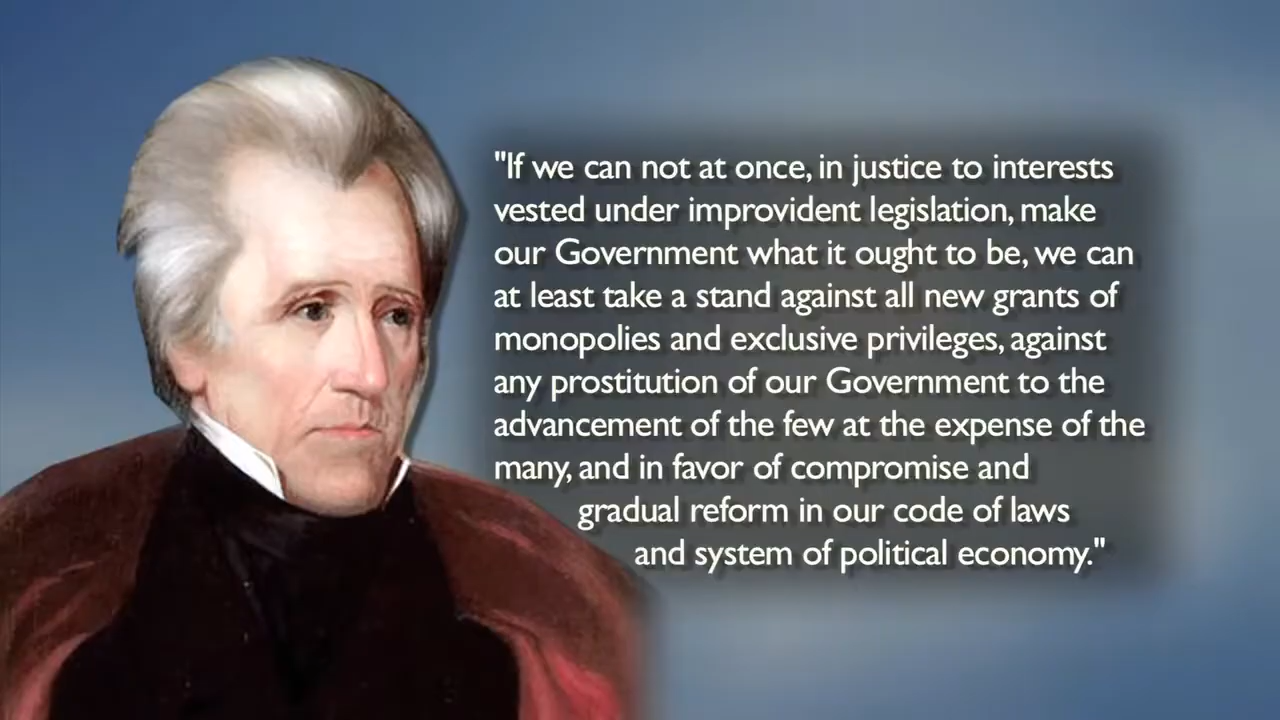 "If we can not at once, in justice to interests
vested under improvident legislation, make
our Government what it ought to be, we can
at least take a stand against all new grants of
monopolies and exclusive privileges, against
any prostitution of our Government to the
advancement of the few at the expense of the
many, and in favor of compromise and
gradual reform in our code of laws
and system of political economy."